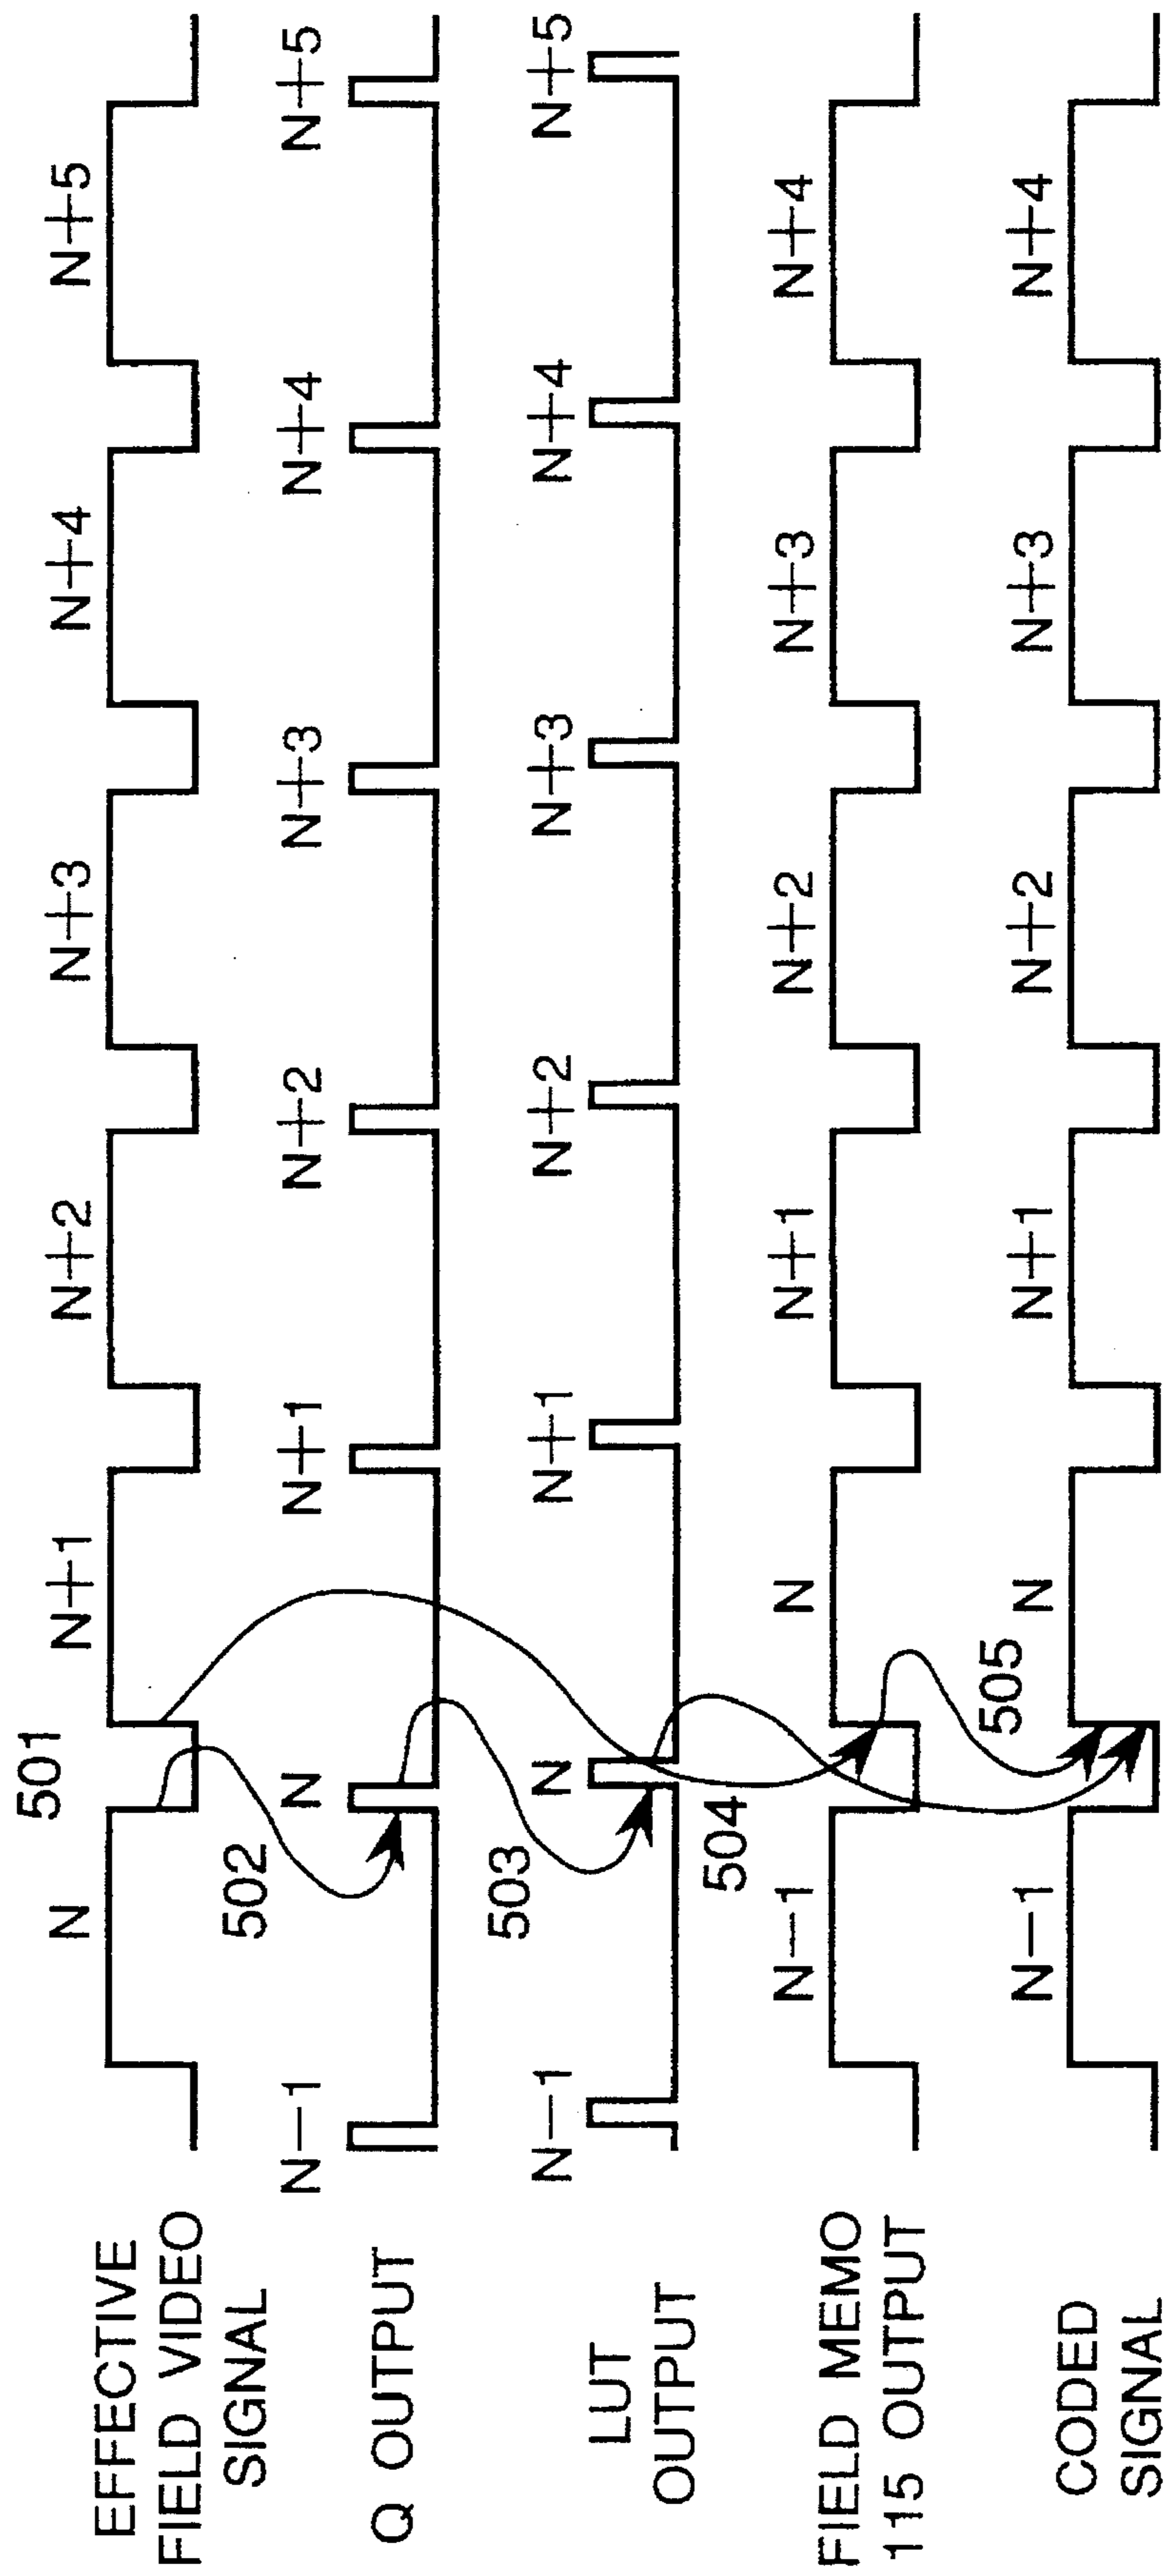 501
N N+1 N+2 N+3 N+4 N+5
EFFECTIVE
FIELD VIDEO
SIGNAL
502
N—1 N N+1 N+2 N+3 N+4 N+5
Q OUTPUT
503
N—1 N N+1 N+2 N+3 N+4 N+5
LUT
OUTPUT
504
N—1 N N+1 N+2 N+3 N+4
FIELD MEMO
115 OUTPUT
505
N—1 N N+1 N+2 N+3 N+4
CODED
SIGNAL